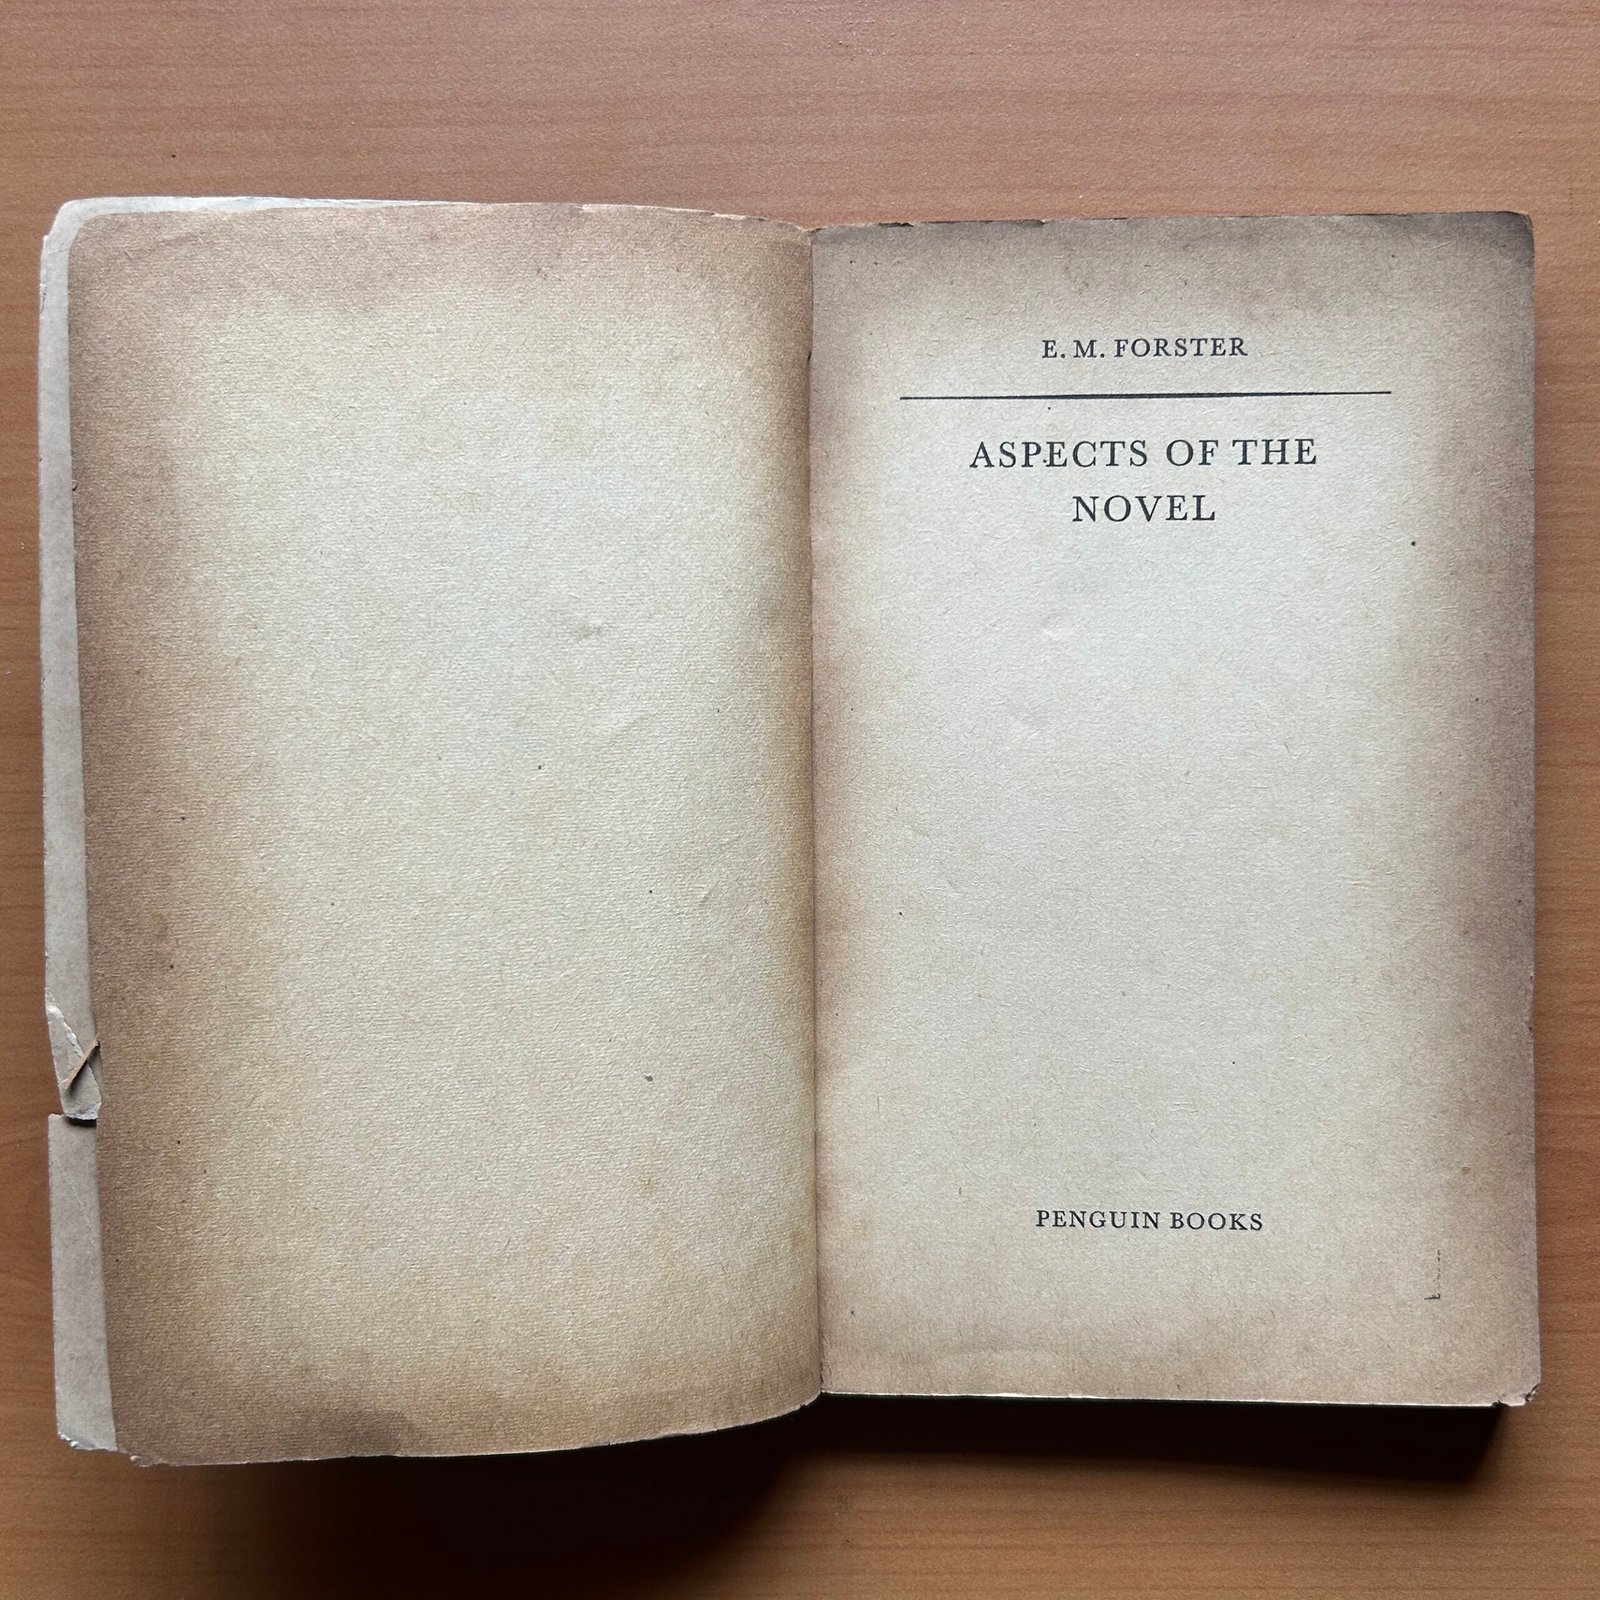 E. M. FORSTER
ASPECTS OF THE
NOVEL
PENGUIN BOOKS